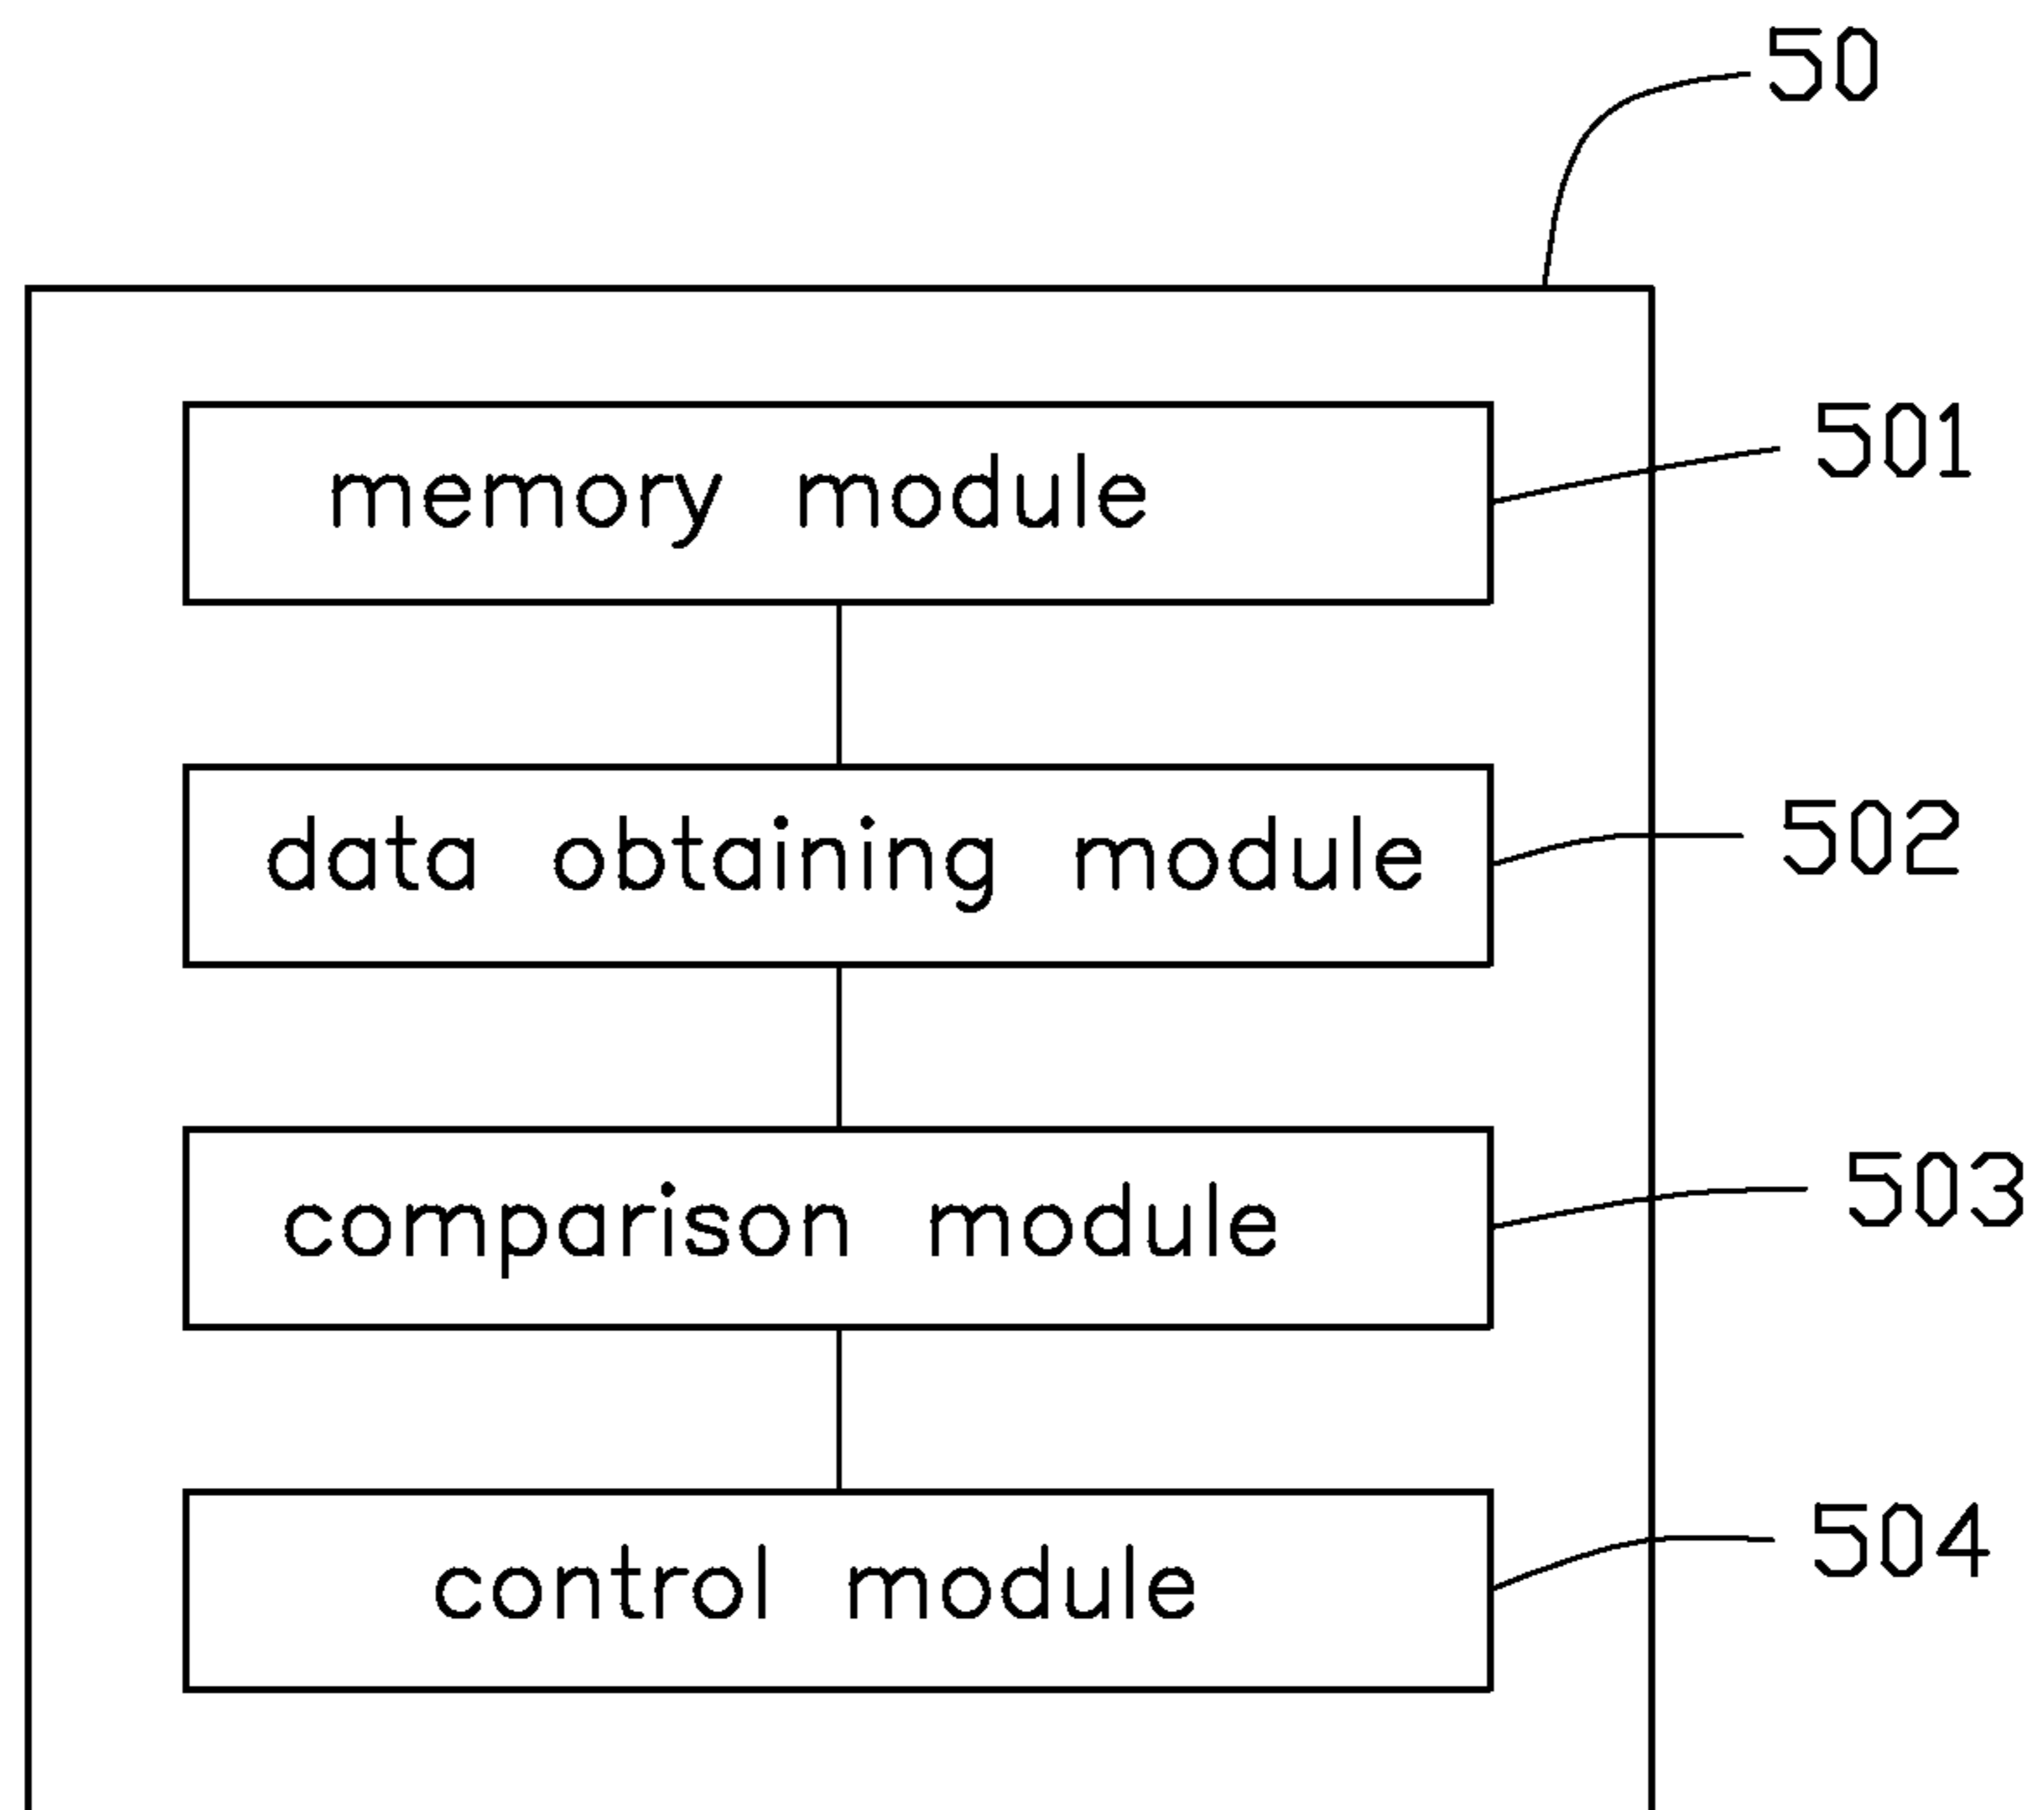 50
memory module
501
data obtaining module
502
comparison module
503
control module
504